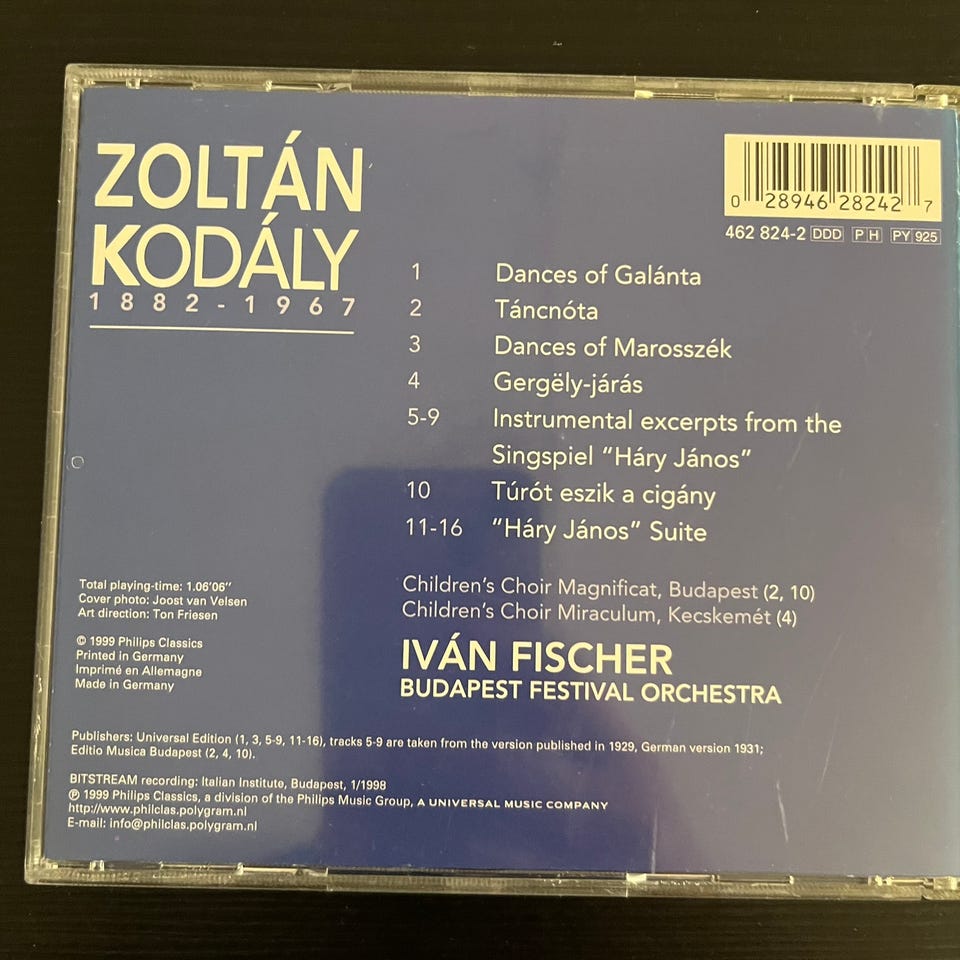 ZOLTÁN
KODÁLY
1882-1967
0 28946 28242 7
462 824-2 DDD PH PY 925
1 Dances of Galánta
2 Táncnóta
3 Dances of Marosszék
4 Gergëly-járás
5-9 Instrumental excerpts from the
Singspiel “Háry János”
10 Túrót eszik a cigány
11-16 “Háry János” Suite
Children's Choir Magnificat, Budapest (2, 10)
Children's Choir Miraculum, Kecskemét (4)
IVÁN FISCHER
BUDAPEST FESTIVAL ORCHESTRA
Total playing-time: 1.06'06"
Cover photo: Joost van Velsen
Art direction: Ton Friesen
© 1999 Philips Classics
Printed in Germany
Imprimé en Allemagne
Made in Germany
Publishers: Universal Edition (1, 3, 5-9, 11-16), tracks 5-9 are taken from the version published in 1929, German version 1931;
Editio Musica Budapest (2, 4, 10).
BITSTREAM recording: Italian Institute, Budapest, 1/1998
℗ 1999 Philips Classics, a division of the Philips Music Group, A UNIVERSAL MUSIC COMPANY
http://www.philclas.polygram.nl
E-mail: info@philclas.polygram.nl